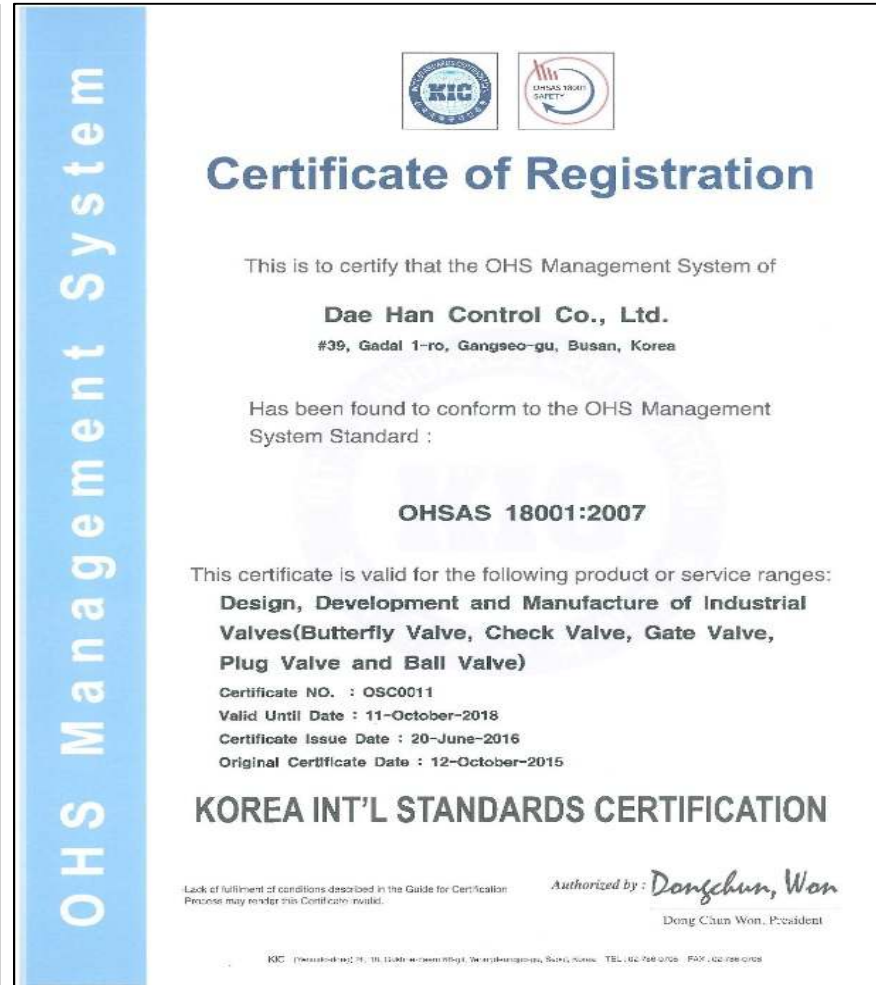 OHS Management System
KIC
OHSAS 18001
SAFETY
Certificate of Registration
This is to certify that the OHS Management System of
Dae Han Control Co., Ltd.
#39, Gadal 1-ro, Gangseo-gu, Busan, Korea
Has been found to conform to the OHS Management
System Standard :
OHSAS 18001:2007
This certificate is valid for the following product or service ranges:
Design, Development and Manufacture of Industrial
Valves(Butterfly Valve, Check Valve, Gate Valve,
Plug Valve and Ball Valve)
Certificate NO. : OSC0011
Valid Until Date : 11-October-2018
Certificate Issue Date : 20-June-2016
Original Certificate Date : 12-October-2015
KOREA INT'L STANDARDS CERTIFICATION
-Lack of fulfilment of conditions described in the Guide for Certification
Process may render this Certificate invalid.
Authorized by : Dongchun, Won
Dong Chun Won, President
KIC Seoul, Korea TEL : FAX :